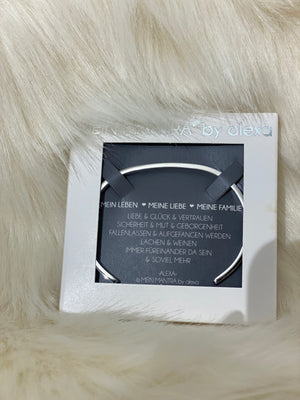 by alexa
MEIN LEBEN ♥ MEINE LIEBE ♥ MEINE FAMILIE
LIEBE & GLÜCK & VERTRAUEN
SICHERHEIT & MUT & GEBORGENHEIT
FALLENLASSEN & AUFGEFANGEN WERDEN
LACHEN & WEINEN
IMMER FÜREINANDER DA SEIN
& SOVIEL MEHR
-ALEXA-
MEIN MANTRA by alexa